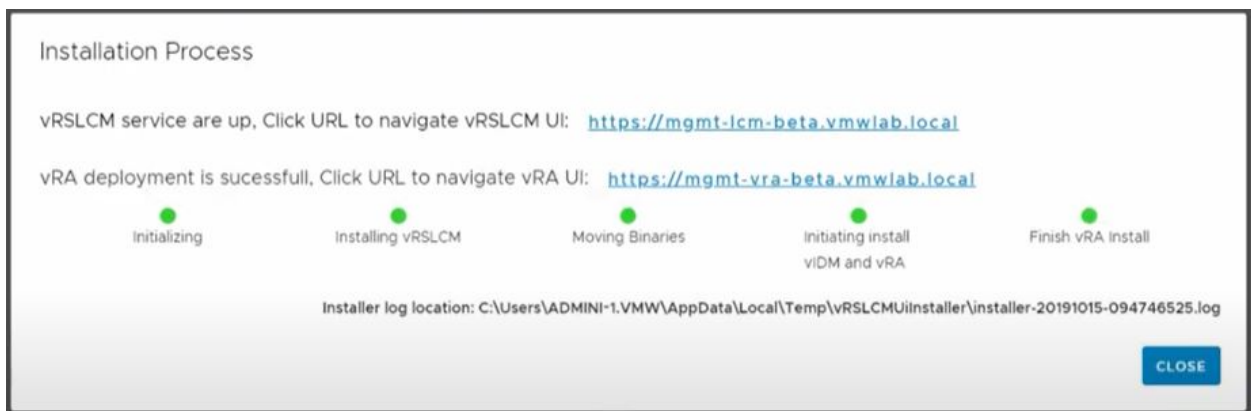 Installation Process
vRSLCM service are up, Click URL to navigate vRSLCM UI: https://mgmt-lcm-beta.vmwlab.local
vRA deployment is sucessfull, Click URL to navigate vRA UI: https://mgmt-vra-beta.vmwlab.local
Initializing
Installing vRSLCM
Moving Binaries
Initiating install
vIDM and vRA
Finish vRA Install
Installer log location: C:\Users\ADMINI~1.VMW\AppData\Local\Temp\vRSLCMUiInstaller\installer-20191015-094746525.log
CLOSE